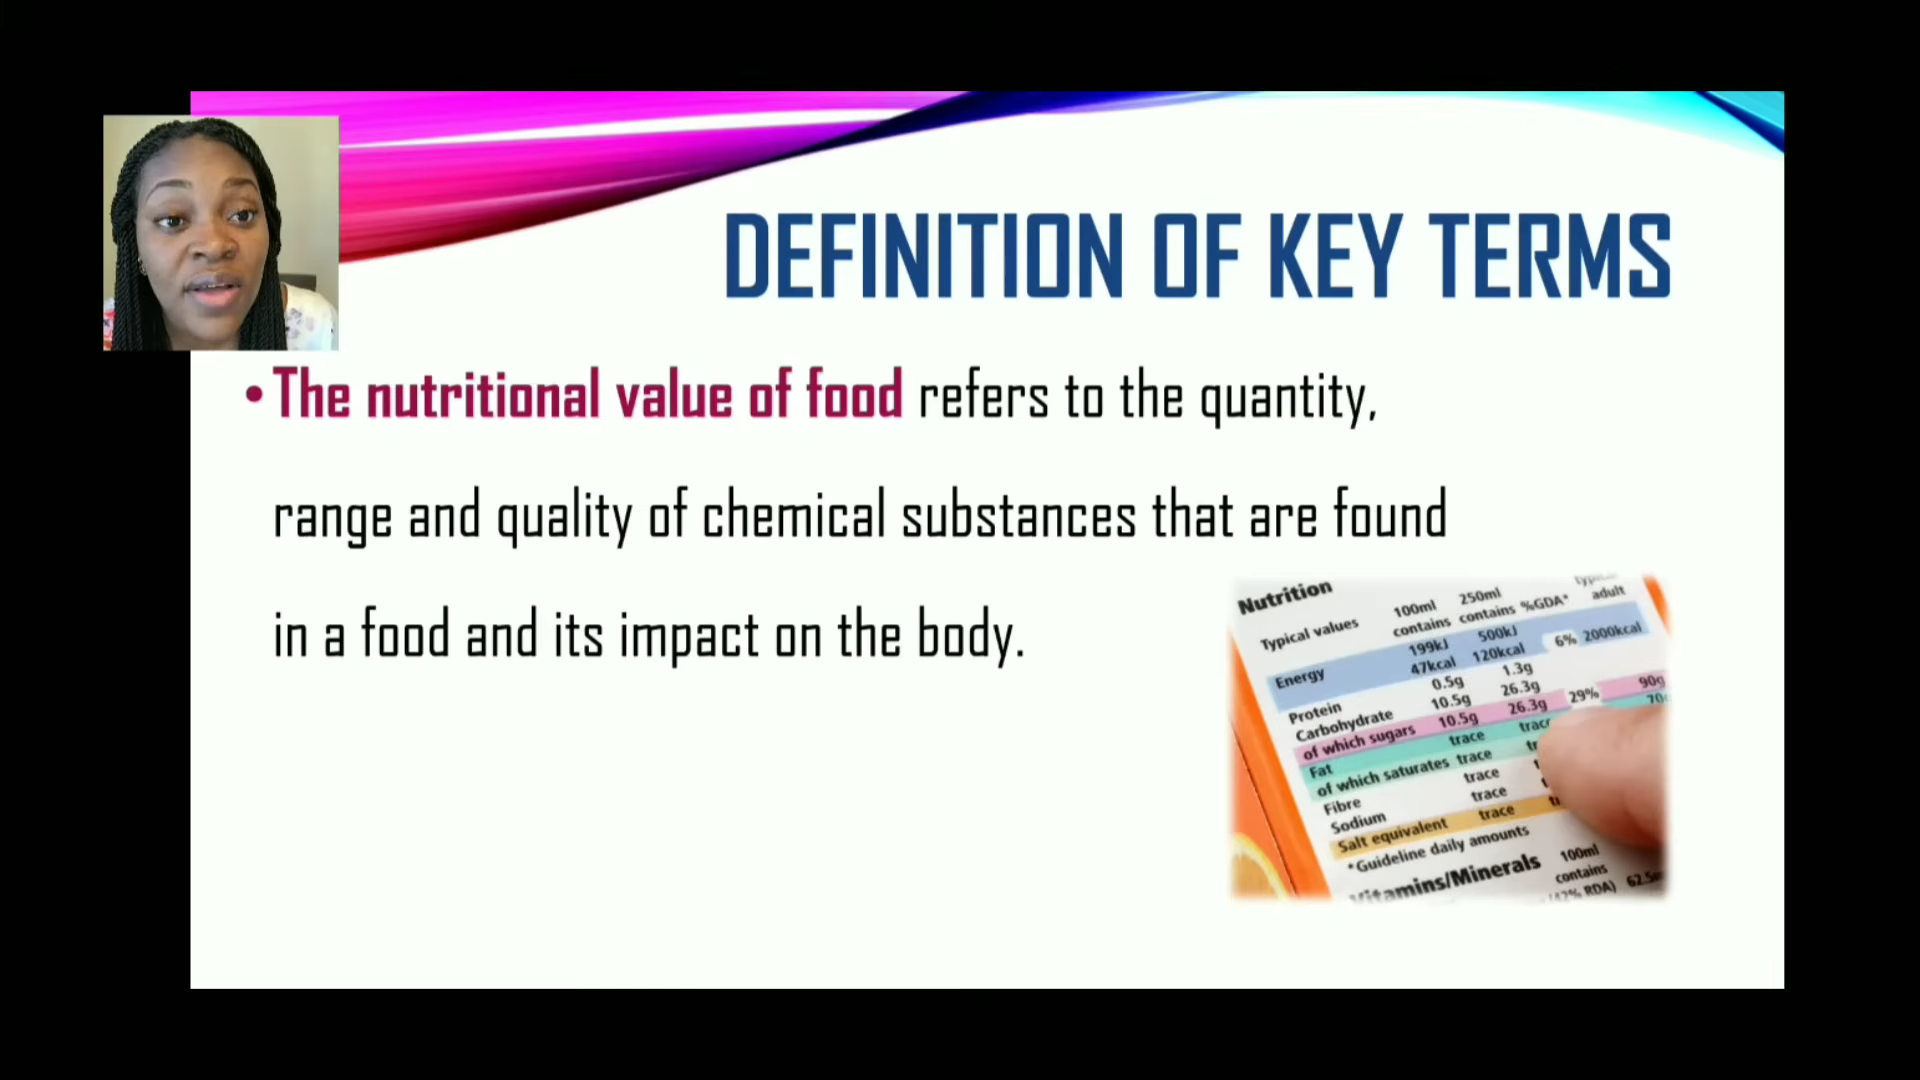 DEFINITION OF KEY TERMS
• The nutritional value of food refers to the quantity,
range and quality of chemical substances that are found
in a food and its impact on the body.
Nutrition
Typical values 100ml contains 250ml contains %GDA* adult
Energy 199kJ 47kcal 500kJ 120kcal 6% 2000kcal
Protein 0.5g 1.3g
Carbohydrate 10.5g 26.3g
of which sugars 10.5g 26.3g 29% 90g
Fat trace
of which saturates trace
Fibre trace
Sodium trace
Salt equivalent trace
*Guideline daily amounts
Vitamins/Minerals 100ml contains
RDA)